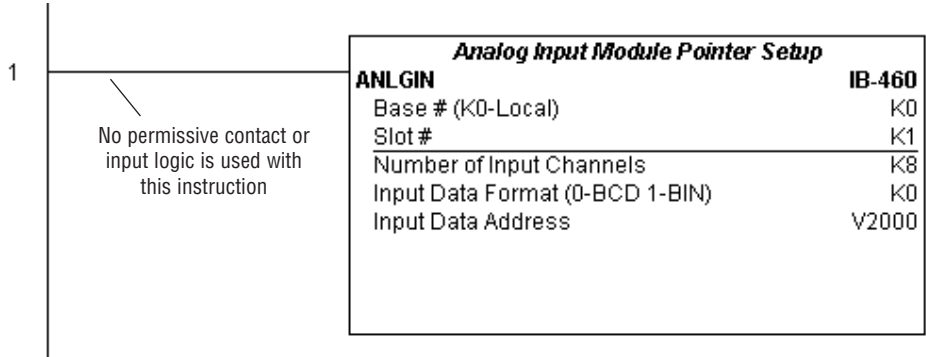 1
No permissive contact or
input logic is used with
this instruction
Analog Input Module Pointer Setup
ANLGIN IB-460
Base # (K0-Local) K0
Slot # K1
Number of Input Channels K8
Input Data Format (0-BCD 1-BIN) K0
Input Data Address V2000